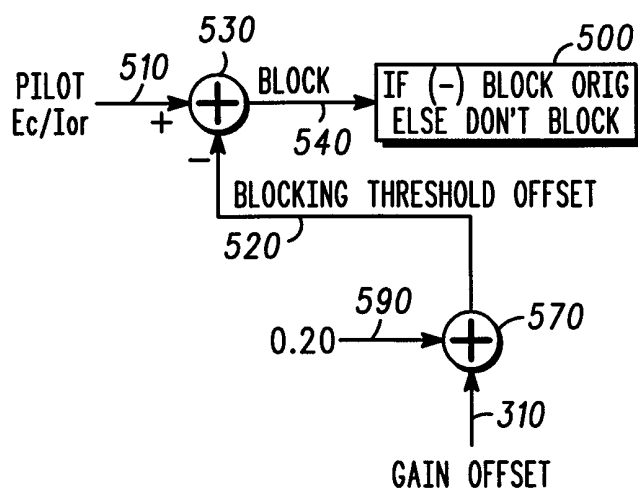 530
500
PILOT
Ec/Ior
510
+
+
BLOCK
540
IF (-) BLOCK ORIG
ELSE DON'T BLOCK
−
BLOCKING THRESHOLD OFFSET
520
590
0.20
+
570
310
GAIN OFFSET